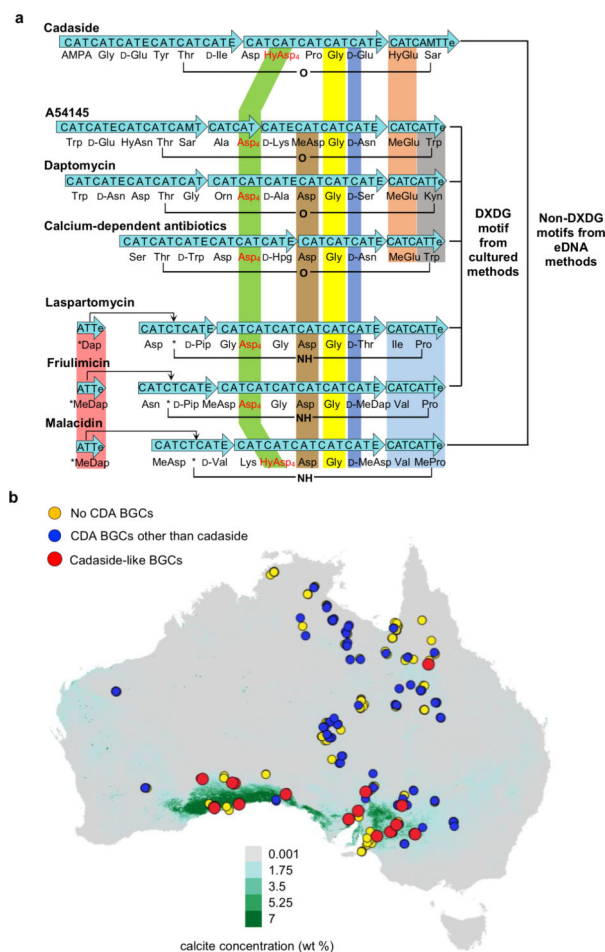 a
Cadaside
CATCATCATECATCATCATE CATCATCATCATCATE CATCAMTTe
AMPA Gly D-Glu Tyr Thr D-Ile Asp HyAsp4 Pro Gly D-Glu HyGlu Sar
O
A54145
CATCATECATCATCAMT CATCAT CATECATCATCATE CATCATTe
Trp D-Glu HyAsn Thr Sar Ala Asp4 D-Lys MeAsp Gly D-Asn MeGlu Trp
O
Daptomycin
CATCATECATCATCAT CATCATCATECATCATCATE CATCATTe
Trp D-Asn Asp Thr Gly Orn Asp4 D-Ala Asp Gly D-Ser MeGlu Kyn
O
Calcium-dependent antibiotics
CATCATCATECATCATCATE CATCATCATE CATCATTe
Ser Thr D-Trp Asp Asp4 D-Hpg Asp Gly D-Asn MeGlu Trp
O
DXDG
motif
from
cultured
methods
Non-DXDG
motifs from
eDNA
methods
Laspartomycin
ATTe CATCTCATE CATCATCATCATCATCATE CATCATTe
*Dap Asp * D-Pip Gly Asp4 Gly Asp Gly D-Thr Ile Pro
NH
Friulimicin
ATTe CATCTCATE CATCATCATCATCATCATE CATCATTe
*MeDap Asn * D-Pip MeAsp Asp4 Gly Asp Gly D-MeDap Val Pro
NH
Malacidin
ATTe CATCTCATE CATCATCATCATCATE CATCATTe
*MeDap MeAsp * D-Val Lys HyAsp4 Asp Gly D-MeAsp Val MePro
NH
b
No CDA BGCs
CDA BGCs other than cadaside
Cadaside-like BGCs
0.001
1.75
3.5
5.25
7
calcite concentration (wt %)